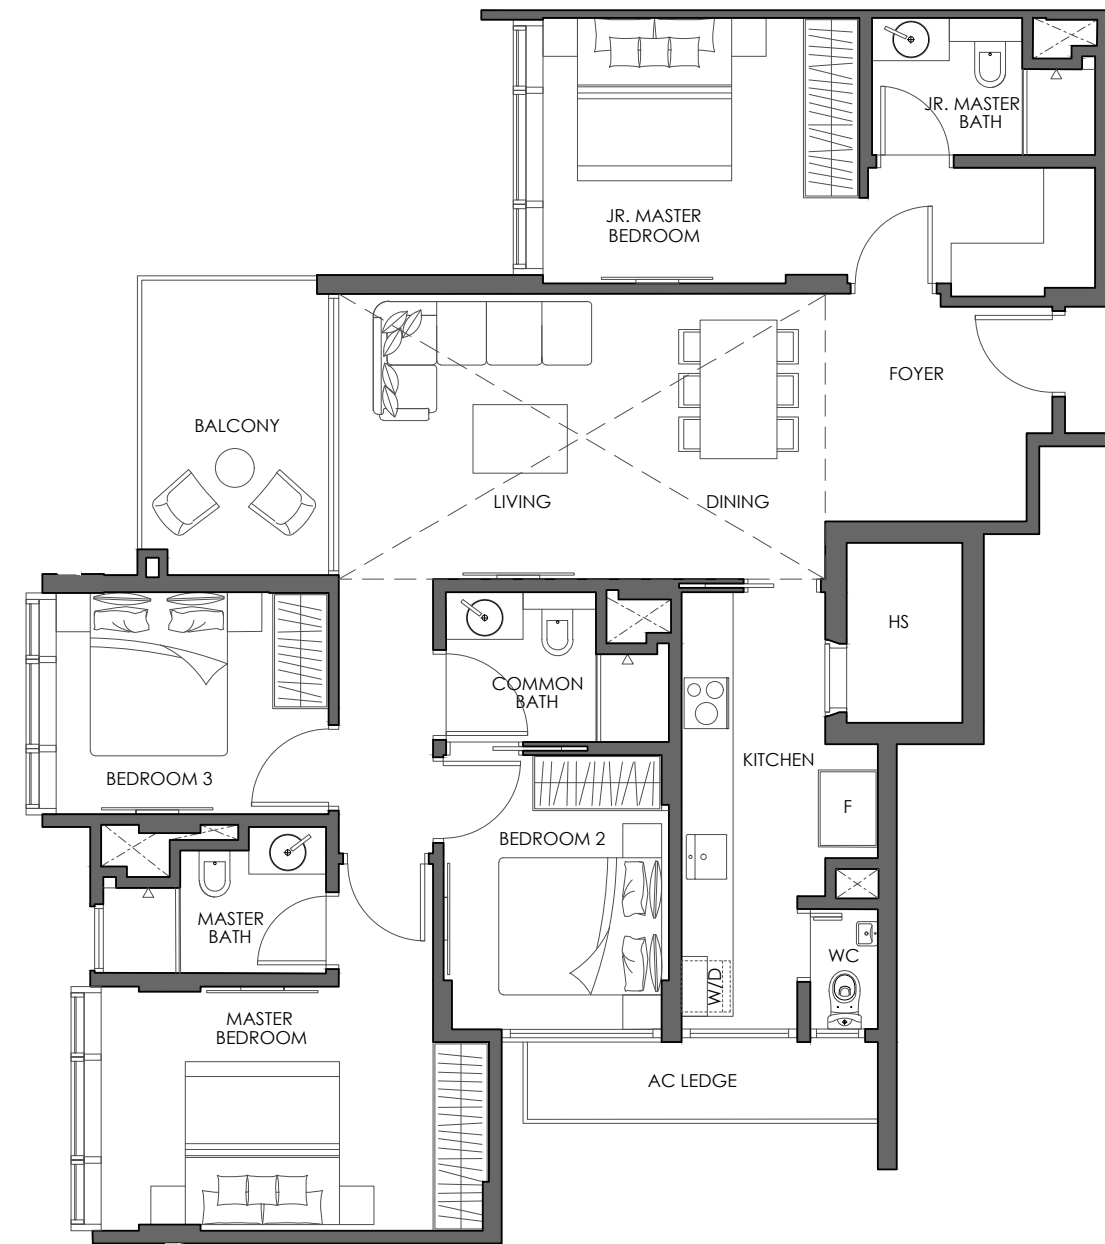 JR. MASTER
BATH
JR. MASTER
BEDROOM
FOYER
BALCONY
LIVING
DINING
HS
COMMON
BATH
KITCHEN
BEDROOM 3
F
BEDROOM 2
MASTER
BATH
WC
W/D
MASTER
BEDROOM
AC LEDGE